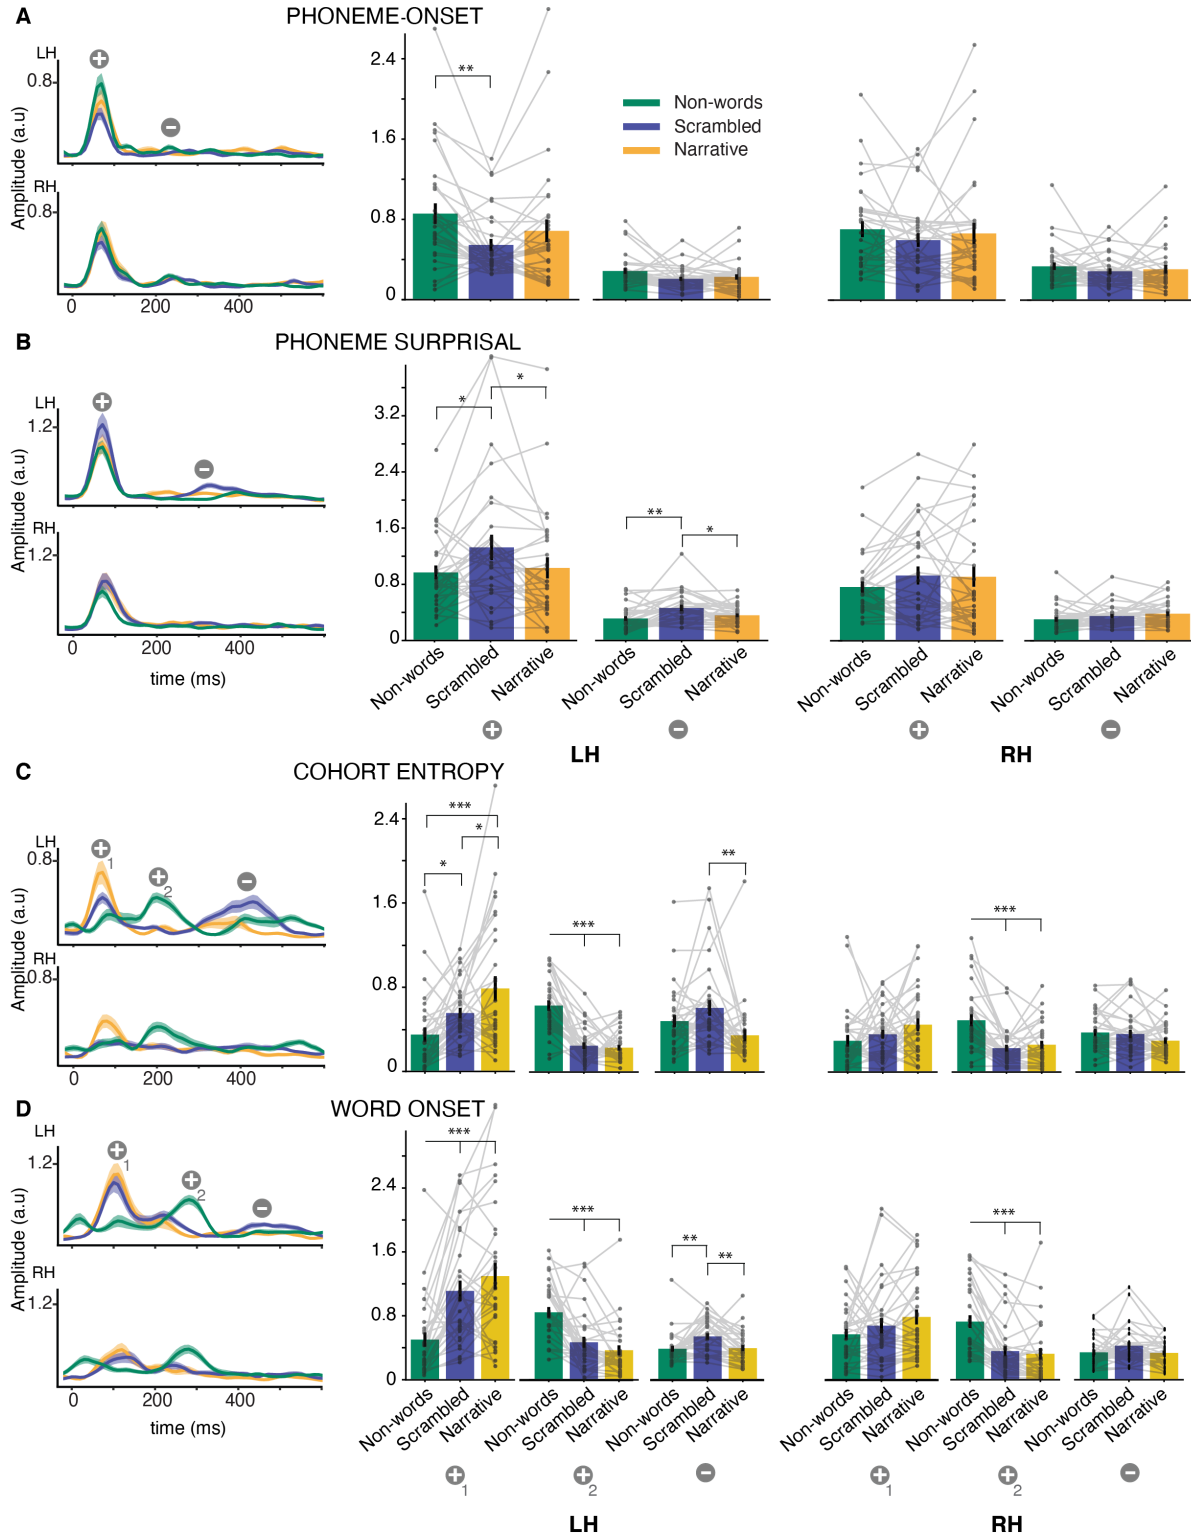 A PHONEME-ONSET
LH
+
0.8
−
Amplitude (a.u)
RH
0.8
0 200 400
2.4
1.6
0.8
0
**
Non-words
Scrambled
Narrative
B PHONEME SURPRISAL
LH
+
1.2
−
Amplitude (a.u)
RH
1.2
0 200 400
time (ms)
3.2
2.4
1.6
0.8
0
* * ** *
Non-words Scrambled Narrative Non-words Scrambled Narrative Non-words Scrambled Narrative Non-words Scrambled Narrative
+ − + −
LH RH
C COHORT ENTROPY
LH
0.8
+1 +2 −
Amplitude (a.u)
RH
0.8
0 200 400
2.4
1.6
0.8
0
*** * * *** ** ***
D WORD ONSET
LH
1.2
+1 +2 −
Amplitude (a.u)
RH
1.2
0 200 400
time (ms)
2.4
1.6
0.8
0
*** *** ** ** ***
Non-words Scrambled Narrative Non-words Scrambled Narrative Non-words Scrambled Narrative Non-words Scrambled Narrative Non-words Scrambled Narrative Non-words Scrambled Narrative
+1 +2 − +1 +2 −
LH RH